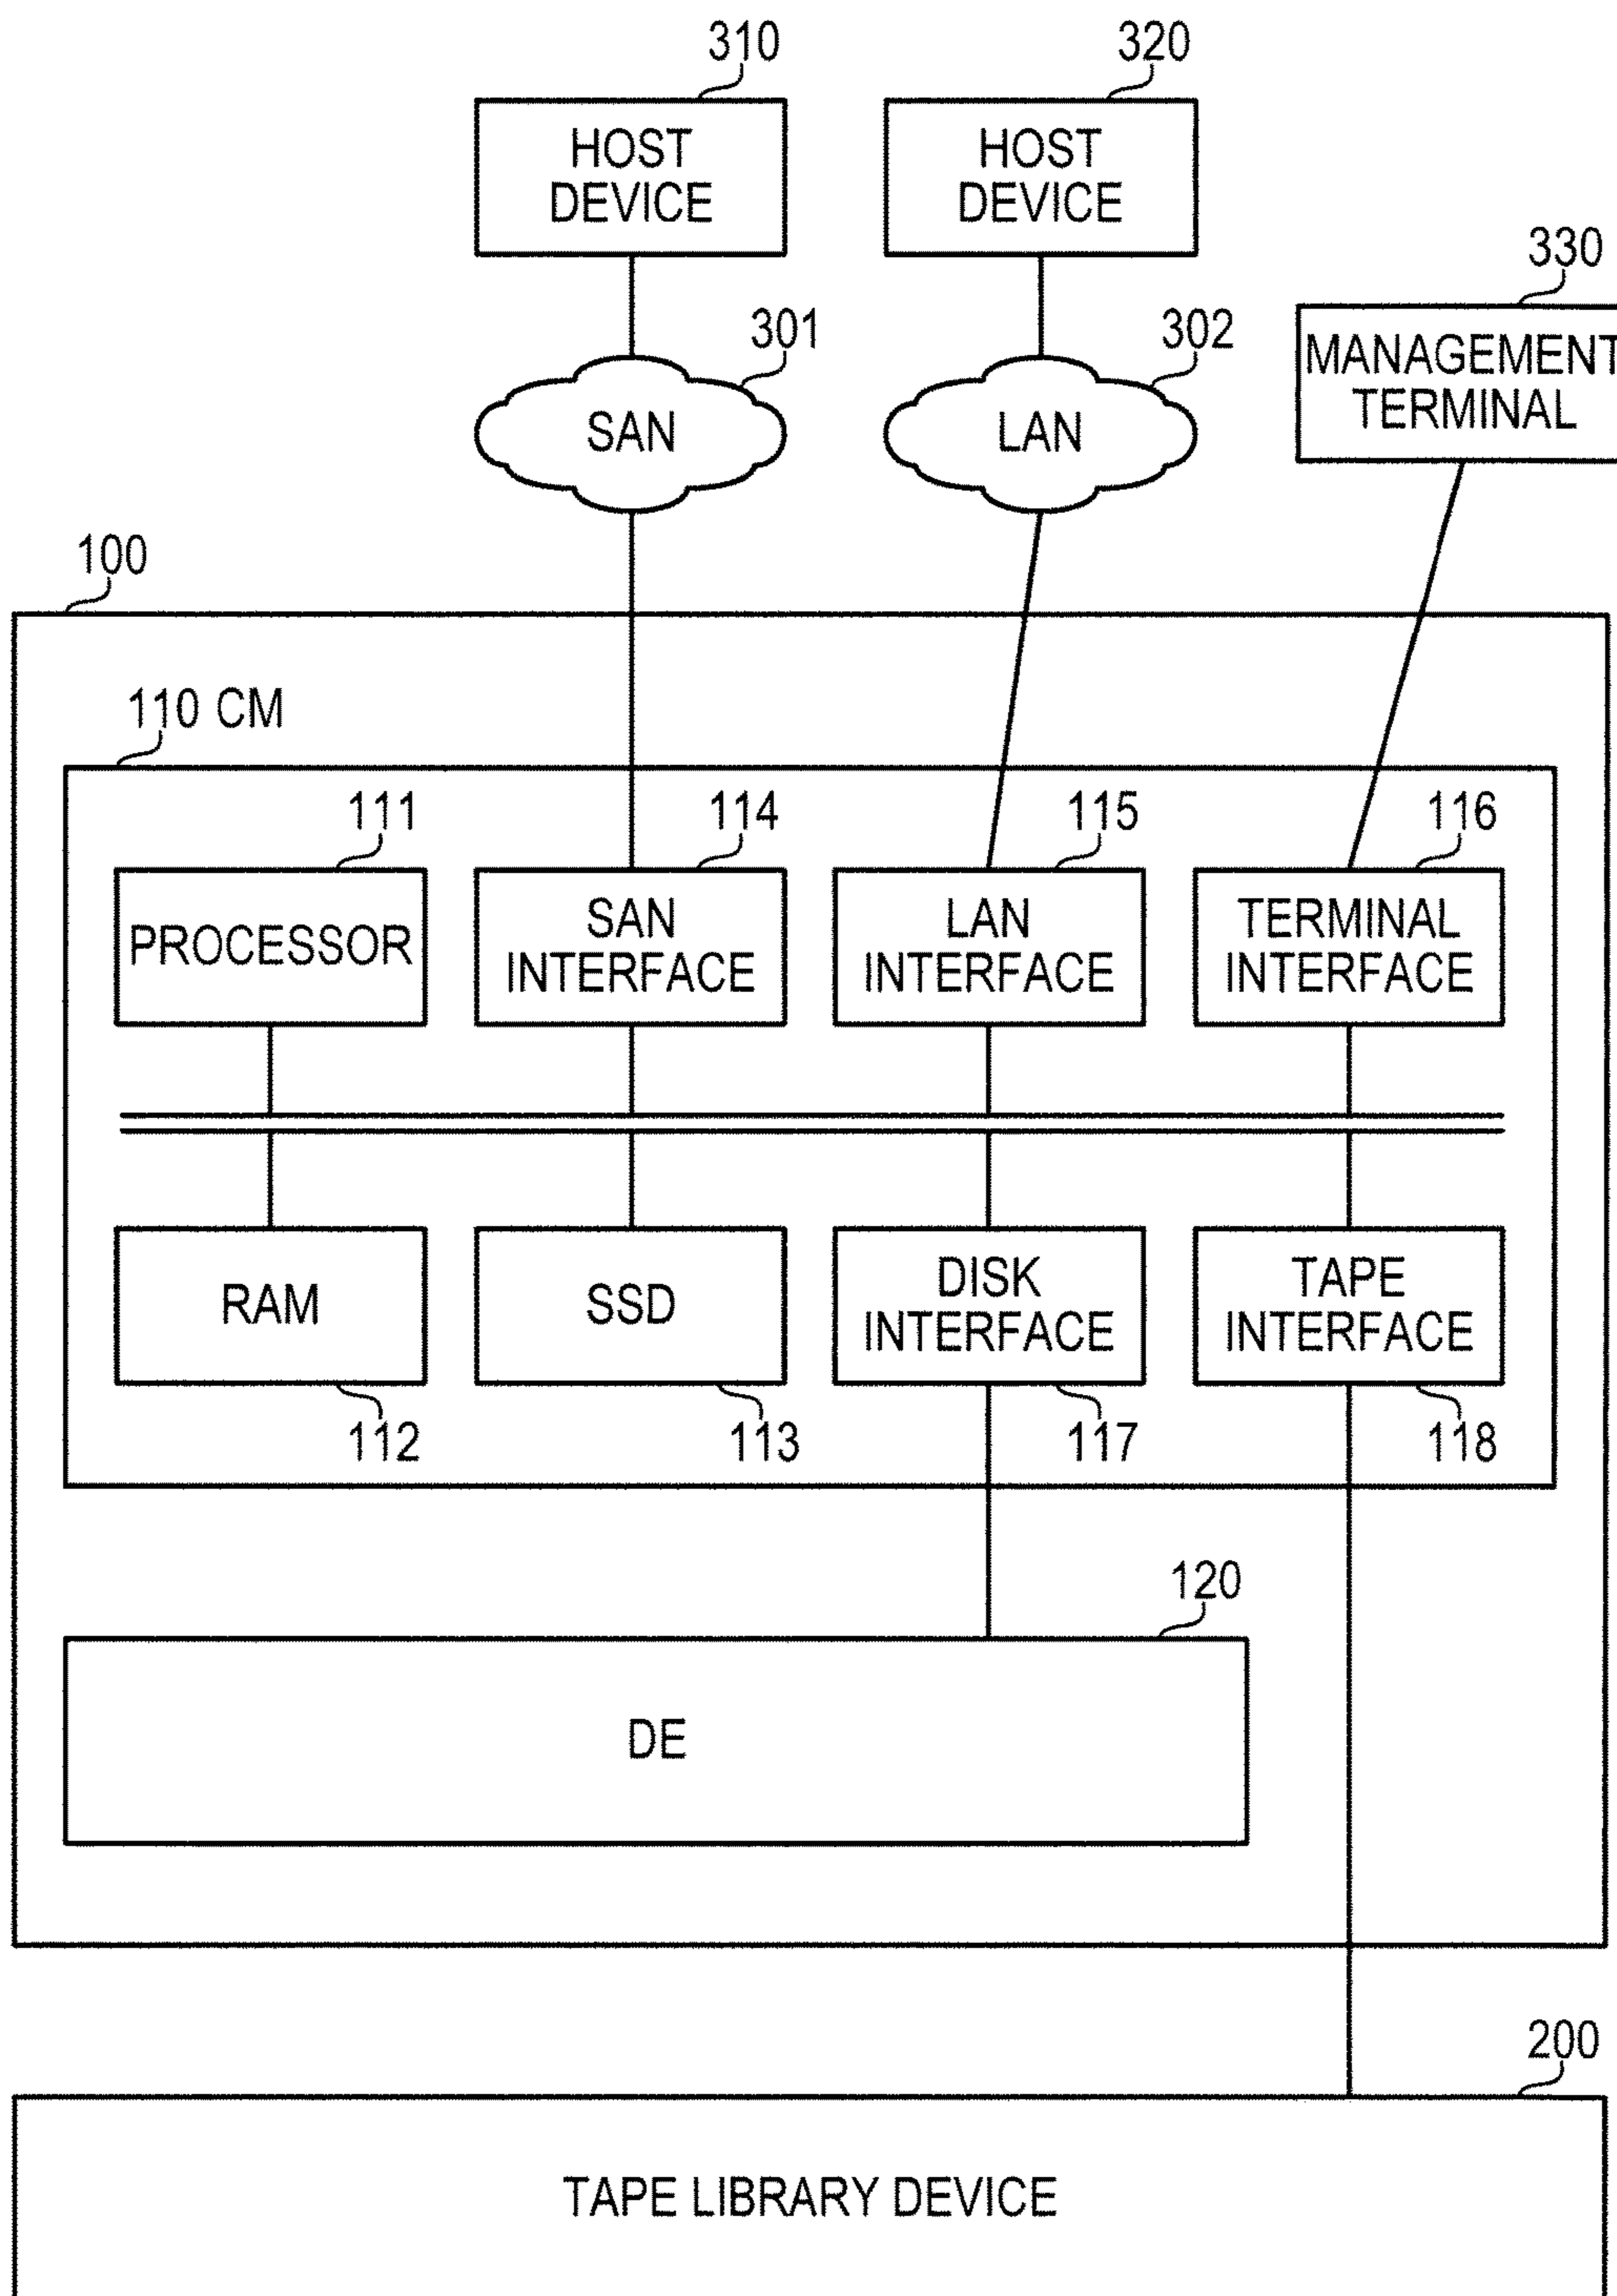 310
320
HOST
DEVICE
HOST
DEVICE
330
MANAGEMENT
TERMINAL
301
302
SAN
LAN
100
110 CM
111
114
115
116
PROCESSOR
SAN
INTERFACE
LAN
INTERFACE
TERMINAL
INTERFACE
RAM
SSD
DISK
INTERFACE
TAPE
INTERFACE
112
113
117
118
120
DE
200
TAPE LIBRARY DEVICE